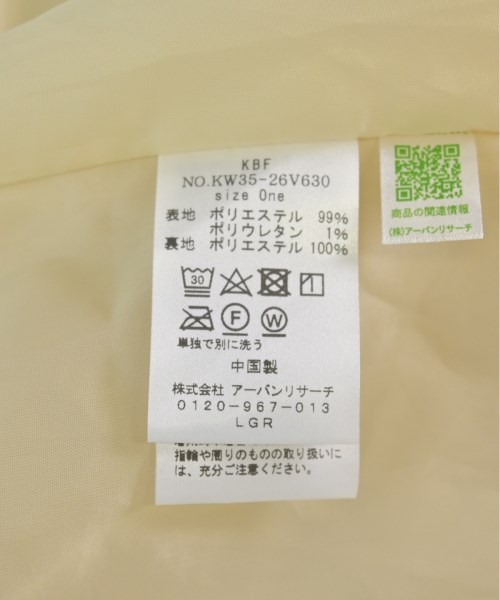 KBF
NO.KW35-26V630
size One
表地 ポリエステル 99%
ポリウレタン 1%
裏地 ポリエステル 100%
30
F W
単独で別に洗う
中国製
株式会社 アーバンリサーチ
0120-967-013
LGR
指輪や周りのものの取り扱いに
は、充分ご注意ください。
商品の関連情報
(株)アーバンリサーチ